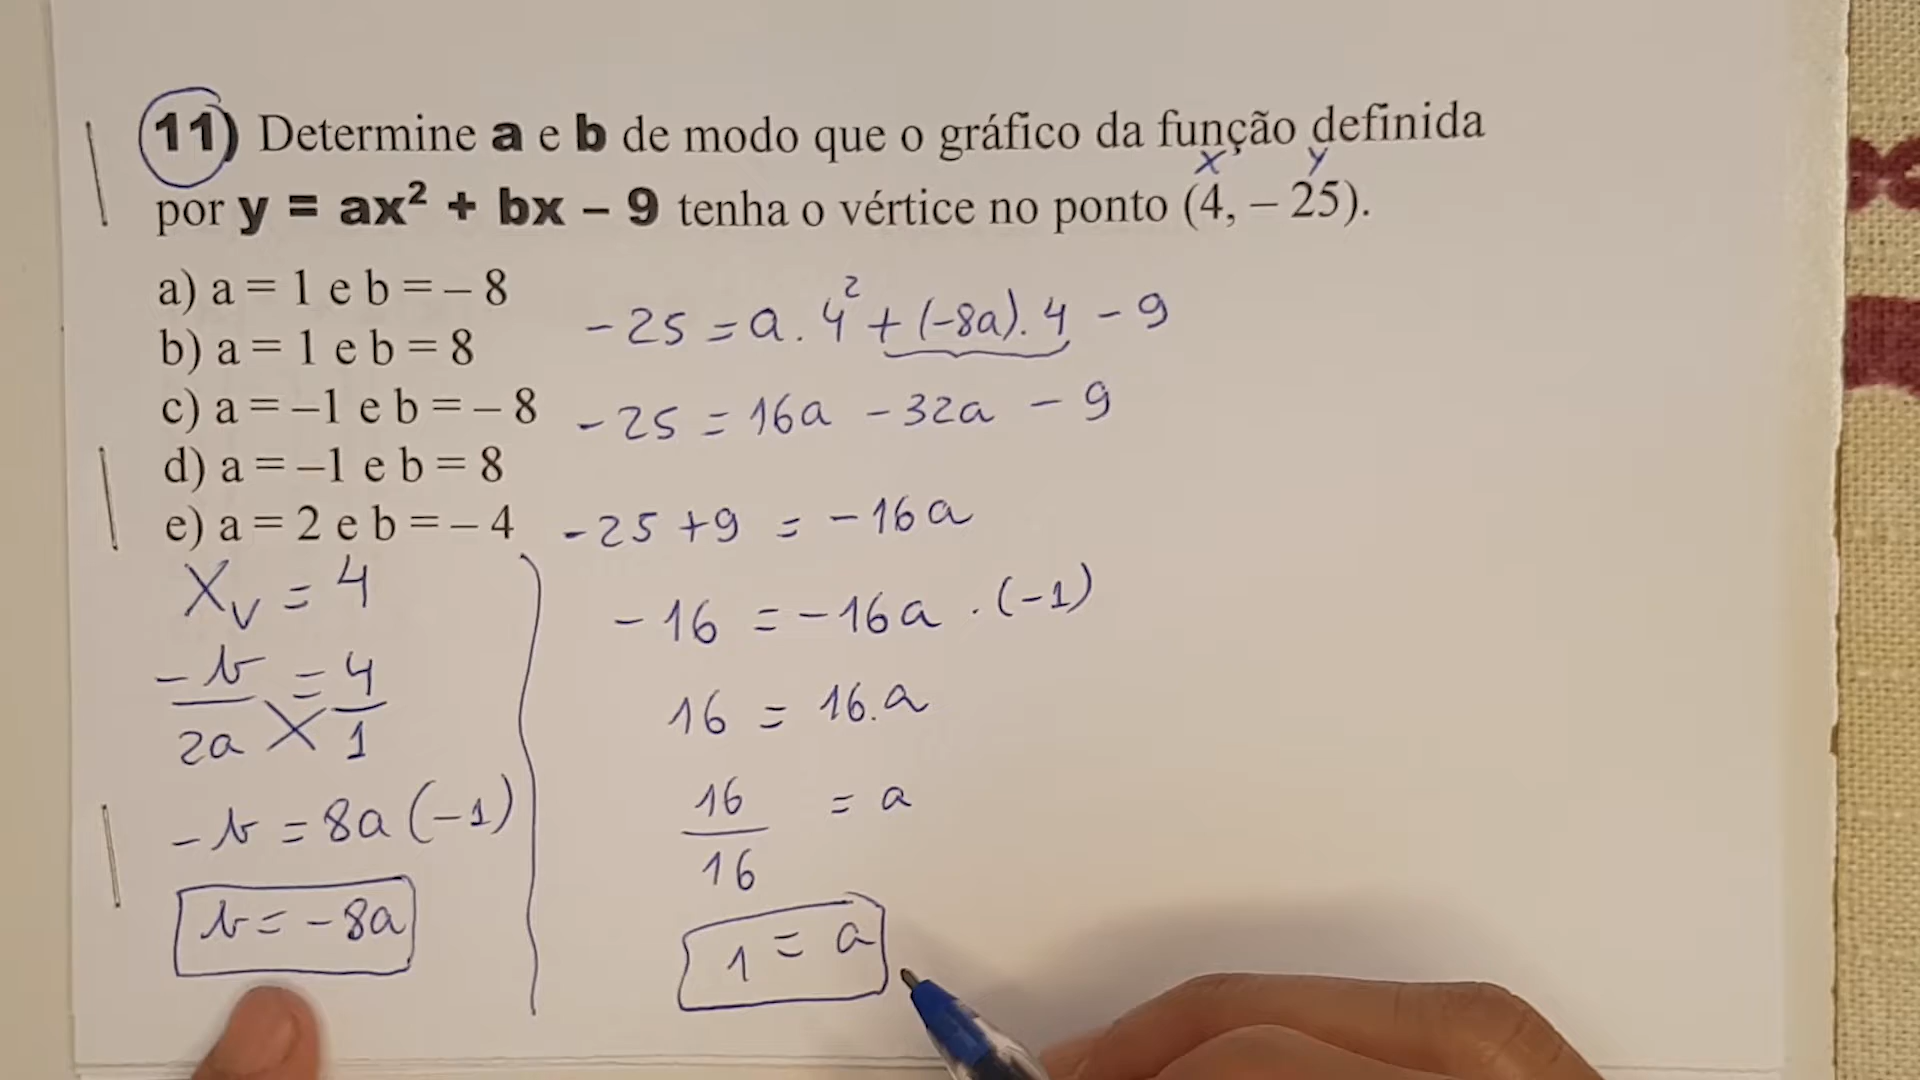 11) Determine a e b de modo que o gráfico da função definida
x y
por y = ax² + bx – 9 tenha o vértice no ponto (4, – 25).
a) a = 1 e b = – 8
b) a = 1 e b = 8
c) a = –1 e b = – 8
d) a = –1 e b = 8
e) a = 2 e b = – 4
Xv = 4
-b/2a = 4/1
-b = 8a (-1)
b = -8a
-25 = a . 4² + (-8a) . 4 - 9
-25 = 16a - 32a - 9
-25 + 9 = -16a
-16 = -16a . (-1)
16 = 16.a
16/16 = a
1 = a